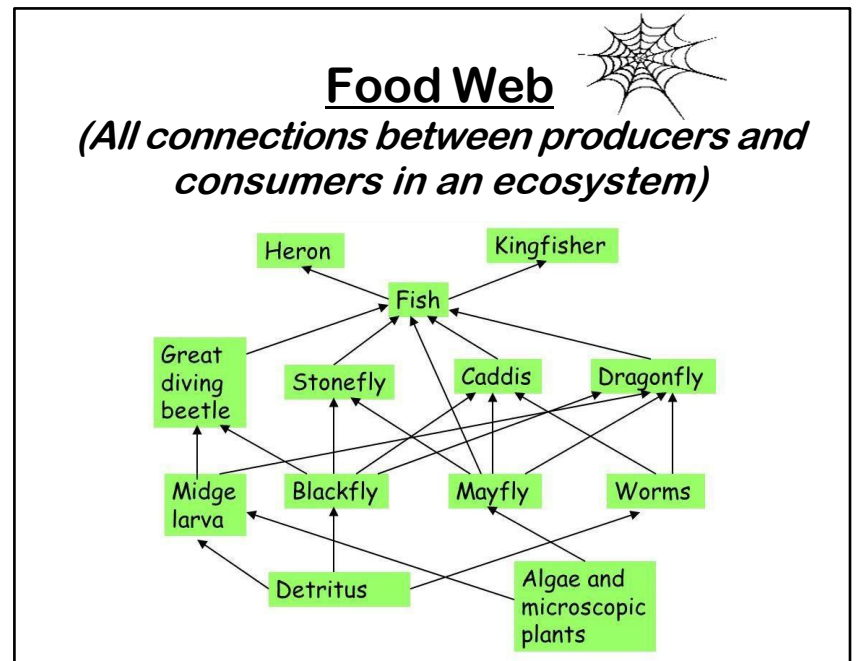 Food Web
(All connections between producers and
consumers in an ecosystem)
Heron
Kingfisher
Fish
Great
diving
beetle
Stonefly
Caddis
Dragonfly
Midge
larva
Blackfly
Mayfly
Worms
Detritus
Algae and
microscopic
plants